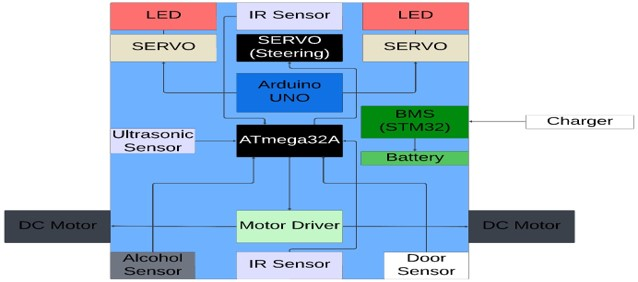 LED
IR Sensor
LED
SERVO
SERVO
(Steering)
SERVO
Arduino
UNO
BMS
(STM32)
Charger
Ultrasonic
Sensor
ATmega32A
Battery
DC Motor
Motor Driver
DC Motor
Alcohol
Sensor
IR Sensor
Door
Sensor